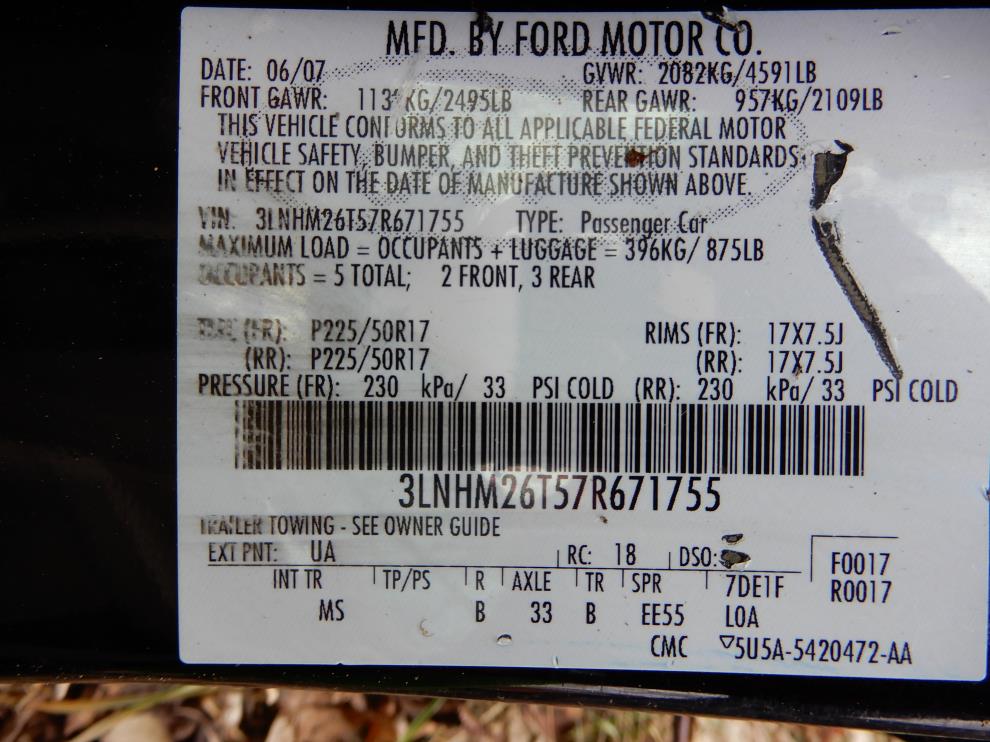 MFD. BY FORD MOTOR CO.
DATE: 06/07 GVWR: 2082KG/4591LB
FRONT GAWR: KG/2495LB REAR GAWR: 957KG/2109LB
THIS VEHICLE CONFORMS TO ALL APPLICABLE FEDERAL MOTOR
VEHICLE SAFETY, BUMPER, AND THEFT PREVENTION STANDARDS
IN EFFECT ON THE DATE OF MANUFACTURE SHOWN ABOVE.
VIN: 3LNHM26T57R671755 TYPE: Passenger Car
MAXIMUM LOAD = OCCUPANTS + LUGGAGE = 396KG/ 875LB
OCCUPANTS = 5 TOTAL; 2 FRONT, 3 REAR
TIRE (FR): P225/50R17 RIMS (FR): 17X7.5J
(RR): P225/50R17 (RR): 17X7.5J
PRESSURE (FR): 230 kPa/ 33 PSI COLD (RR): 230 kPa/ 33 PSI COLD
3LNHM26T57R671755
TRAILER TOWING - SEE OWNER GUIDE
EXT PNT: UA RC: 18 DSO: F0017
INT TR TP/PS R AXLE TR SPR 7DE1F R0017
MS B 33 B EE55 L0A
CMC ▽5U5A-5420472-AA